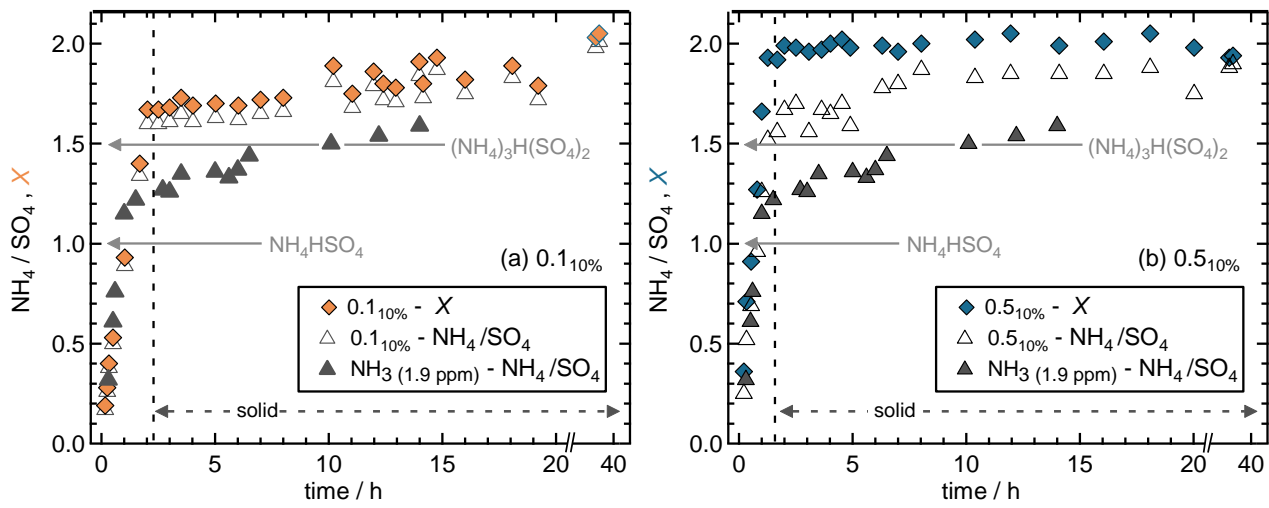 NH4 / SO4 , X
2.0
1.5
1.0
0.5
0.0
(NH4)3H(SO4)2
NH4HSO4
(a) 0.110%
0.110% - X
0.110% - NH4/SO4
NH3 (1.9 ppm) - NH4/SO4
solid
0 5 10 15 20 40
time / h
NH4 / SO4 , X
2.0
1.5
1.0
0.5
0.0
(NH4)3H(SO4)2
NH4HSO4
(b) 0.510%
0.510% - X
0.510% - NH4/SO4
NH3 (1.9 ppm) - NH4/SO4
solid
0 5 10 15 20 40
time / h